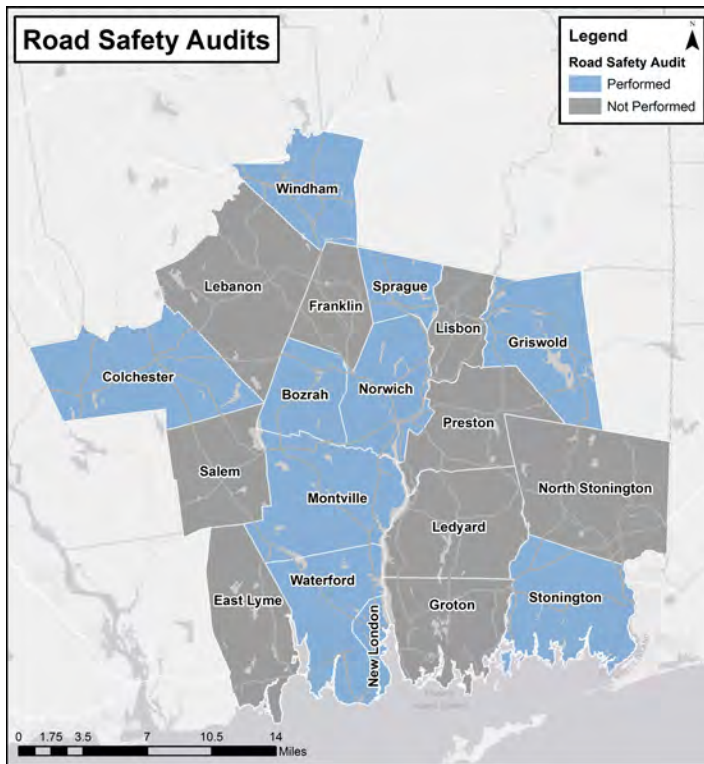 Road Safety Audits
Legend
N
Road Safety Audit
Performed
Not Performed
Windham
Lebanon
Franklin
Sprague
Lisbon
Griswold
Colchester
Bozrah
Norwich
Preston
Salem
Montville
North Stonington
Ledyard
Waterford
East Lyme
New London
Groton
Stonington
0 1.75 3.5 7 10.5 14
Miles